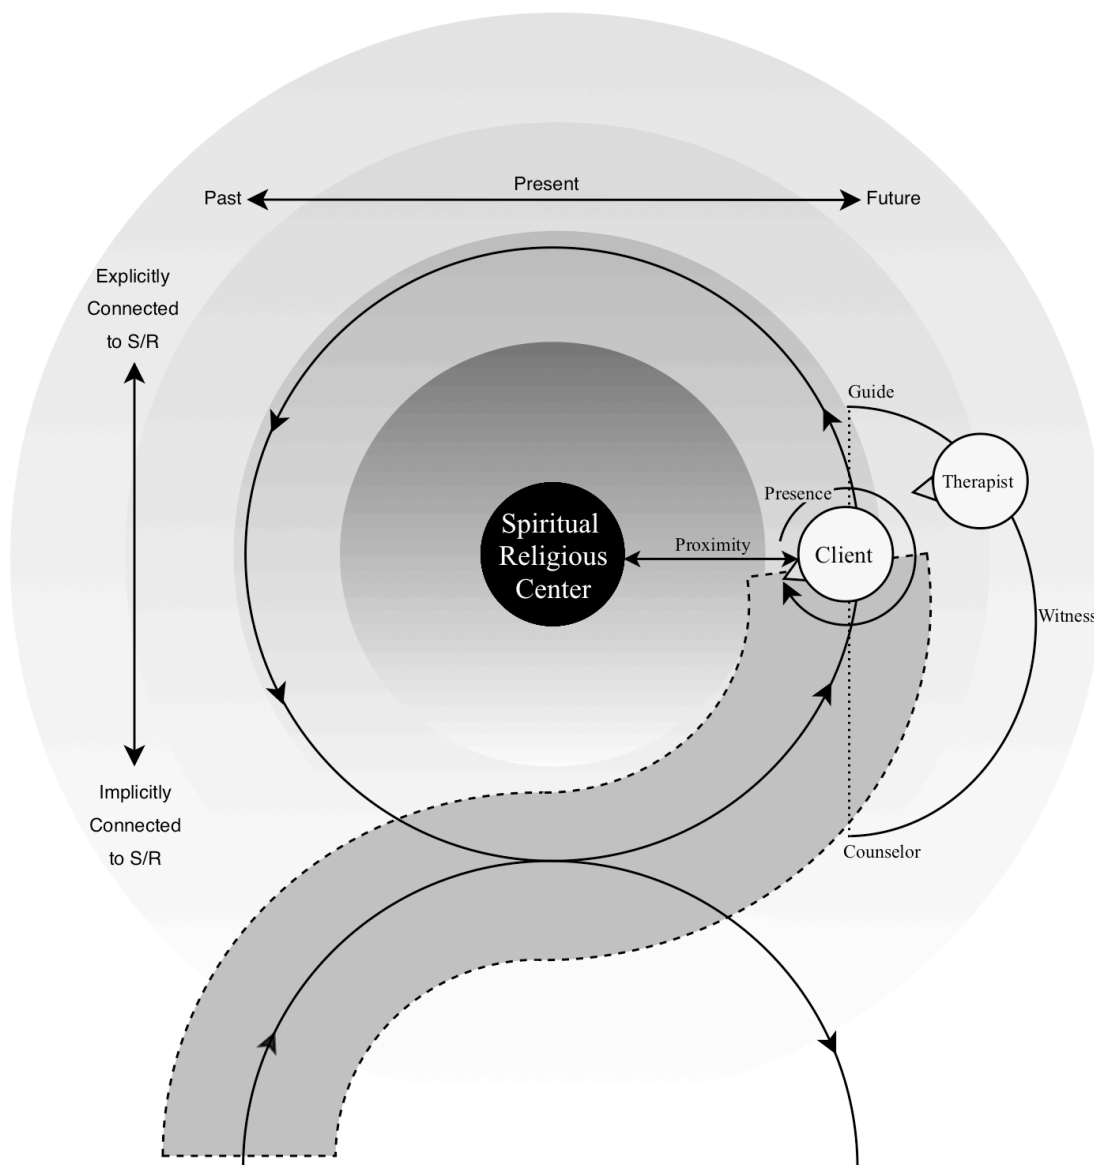 Present
Past
Future
Explicitly
Connected
to S/R
Guide
Therapist
Presence
Spiritual
Religious
Center
Proximity
Client
Witness
Implicitly
Connected
to S/R
Counselor